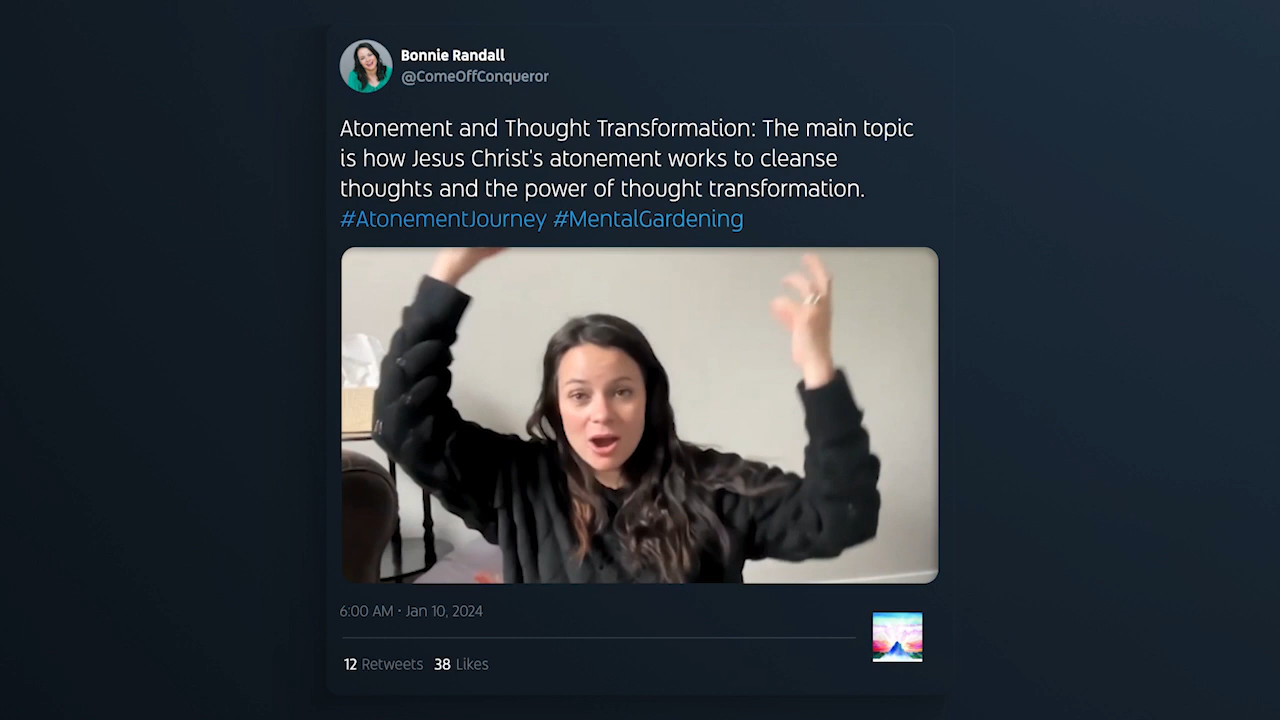 Bonnie Randall
@ComeOffConqueror
Atonement and Thought Transformation: The main topic
is how Jesus Christ's atonement works to cleanse
thoughts and the power of thought transformation.
#AtonementJourney #MentalGardening
6:00 AM · Jan 10, 2024
12 Retweets 38 Likes